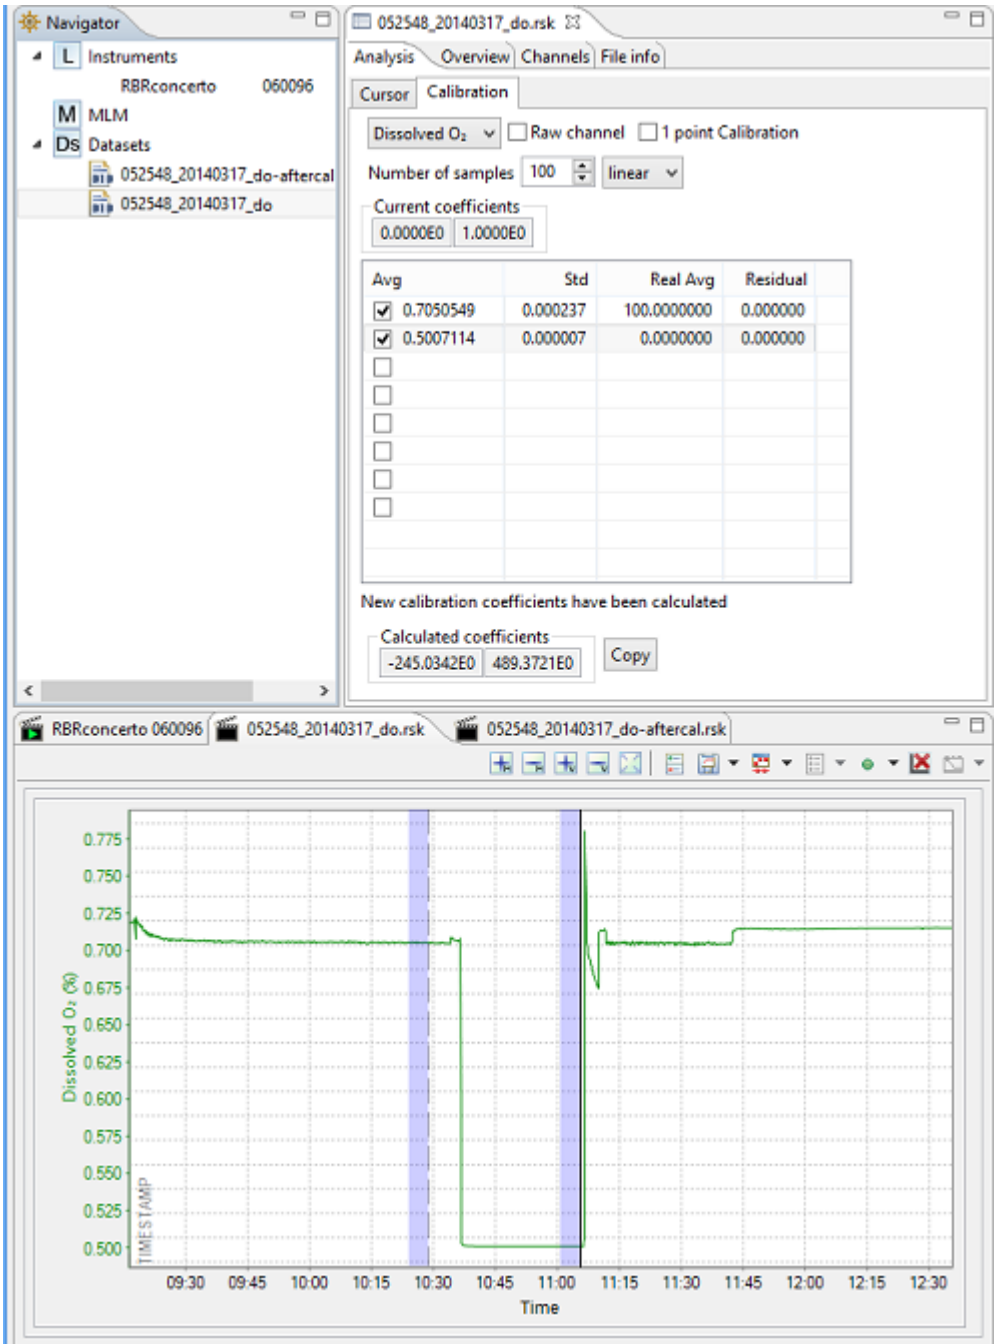 Navigator
L Instruments
RBRconcerto 060096
M MLM
Ds Datasets
052548_20140317_do-aftercal
052548_20140317_do
052548_20140317_do.rsk
Analysis Overview Channels File info
Cursor Calibration
Dissolved O₂ Raw channel 1 point Calibration
Number of samples 100 linear
Current coefficients
0.0000E0 1.0000E0
Avg Std Real Avg Residual
0.7050549 0.000237 100.0000000 0.000000
0.5007114 0.000007 0.0000000 0.000000
New calibration coefficients have been calculated
Calculated coefficients
-245.0342E0 489.3721E0 Copy
RBRconcerto 060096 052548_20140317_do.rsk 052548_20140317_do-aftercal.rsk
0.775
0.750
0.725
0.700
0.675
0.650
0.625
0.600
0.575
0.550
0.525
0.500
Dissolved O₂ (%)
TIMESTAMP
09:30 09:45 10:00 10:15 10:30 10:45 11:00 11:15 11:30 11:45 12:00 12:15 12:30
Time